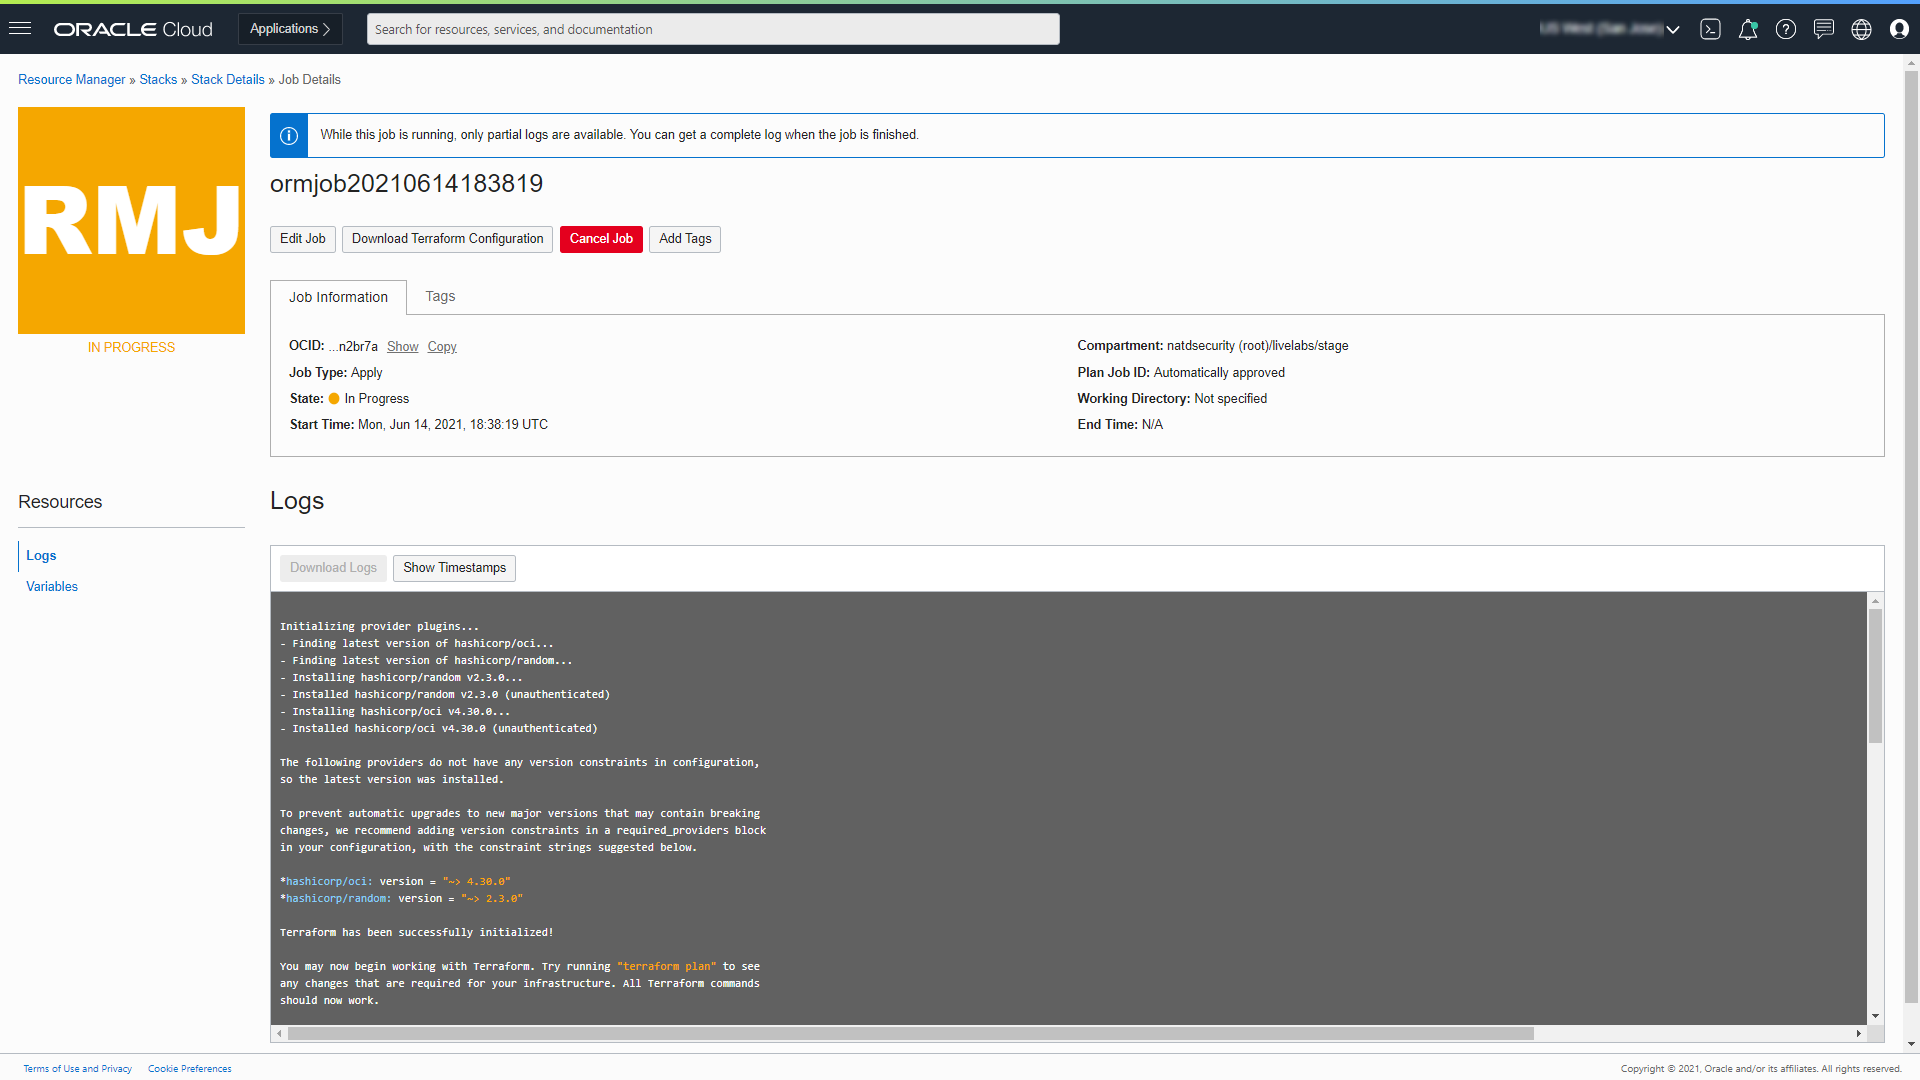 ORACLE Cloud
Applications
Search for resources, services, and documentation
Resource Manager » Stacks » Stack Details » Job Details
RMJ
IN PROGRESS
While this job is running, only partial logs are available. You can get a complete log when the job is finished.
ormjob20210614183819
Edit Job
Download Terraform Configuration
Cancel Job
Add Tags
Job Information
Tags
OCID: ...n2br7a Show Copy
Job Type: Apply
State: In Progress
Start Time: Mon, Jun 14, 2021, 18:38:19 UTC
Compartment: natdsecurity (root)/livelabs/stage
Plan Job ID: Automatically approved
Working Directory: Not specified
End Time: N/A
Resources
Logs
Variables
Logs
Download Logs
Show Timestamps
Initializing provider plugins...
- Finding latest version of hashicorp/oci...
- Finding latest version of hashicorp/random...
- Installing hashicorp/random v2.3.0...
- Installed hashicorp/random v2.3.0 (unauthenticated)
- Installing hashicorp/oci v4.30.0...
- Installed hashicorp/oci v4.30.0 (unauthenticated)
The following providers do not have any version constraints in configuration,
so the latest version was installed.
To prevent automatic upgrades to new major versions that may contain breaking
changes, we recommend adding version constraints in a required_providers block
in your configuration, with the constraint strings suggested below.
*hashicorp/oci: version = "~> 4.30.0"
*hashicorp/random: version = "~> 2.3.0"
Terraform has been successfully initialized!
You may now begin working with Terraform. Try running "terraform plan" to see
any changes that are required for your infrastructure. All Terraform commands
should now work.
Terms of Use and Privacy
Cookie Preferences
Copyright © 2021, Oracle and/or its affiliates. All rights reserved.